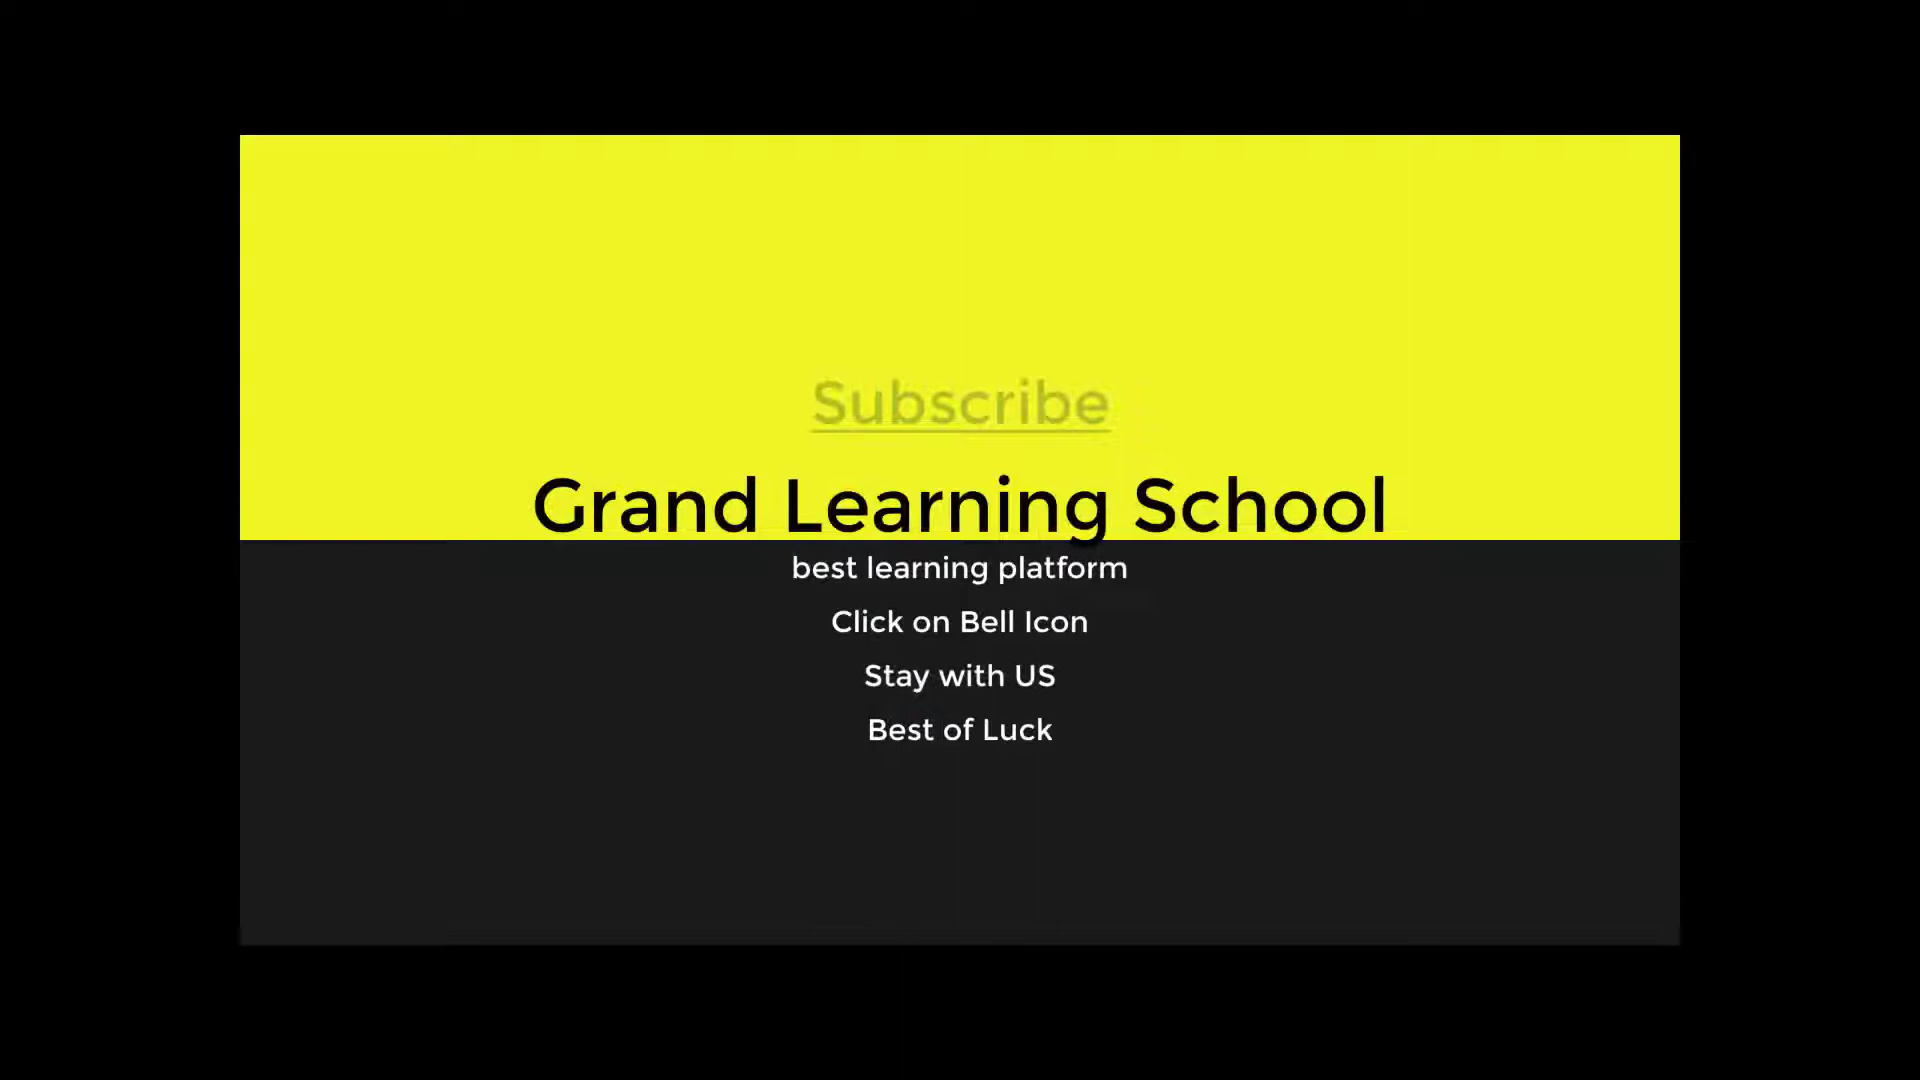 Subscribe
Grand Learning School
best learning platform
Click on Bell Icon
Stay with US
Best of Luck